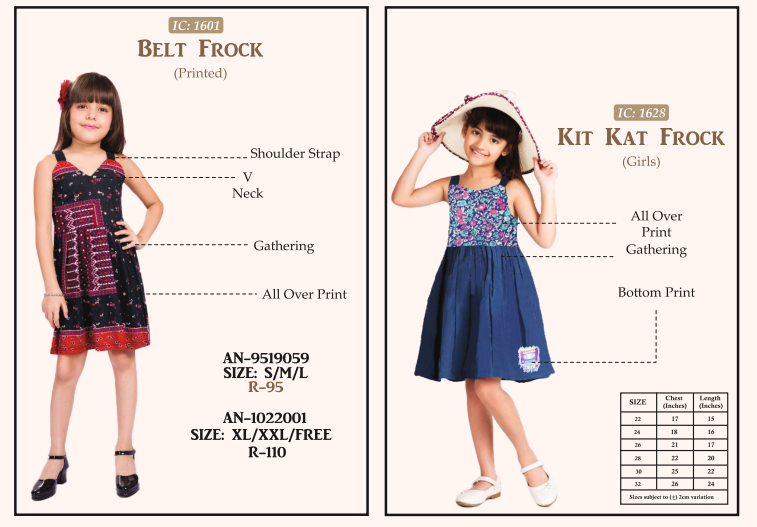 IC: 1601
BELT FROCK
(Printed)
Shoulder Strap
V
Neck
Gathering
All Over Print
AN-9519059
SIZE: S/M/L
R-95
AN-1022001
SIZE: XL/XXL/FREE
R-110
IC: 1628
KIT KAT FROCK
(Girls)
All Over
Print
Gathering
Bottom Print
SIZE Chest (Inches) Length (Inches)
22 17 15
24 18 16
26 21 17
28 22 20
30 25 22
32 26 24
Sizes subject to (±) 2cm variation